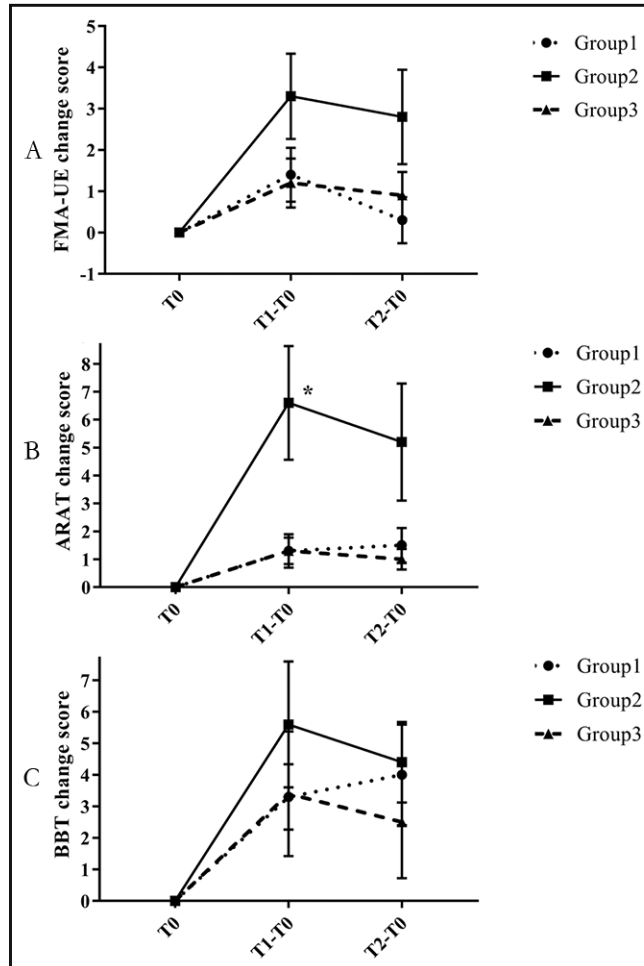 A
FMA-UE change score
5
4
3
2
1
0
-1
T0
T1-T0
T2-T0
Group1
Group2
Group3
B
ARAT change score
8
7
6
5
4
3
2
1
0
*
T0
T1-T0
T2-T0
Group1
Group2
Group3
C
BBT change score
7
6
5
4
3
2
1
0
T0
T1-T0
T2-T0
Group1
Group2
Group3